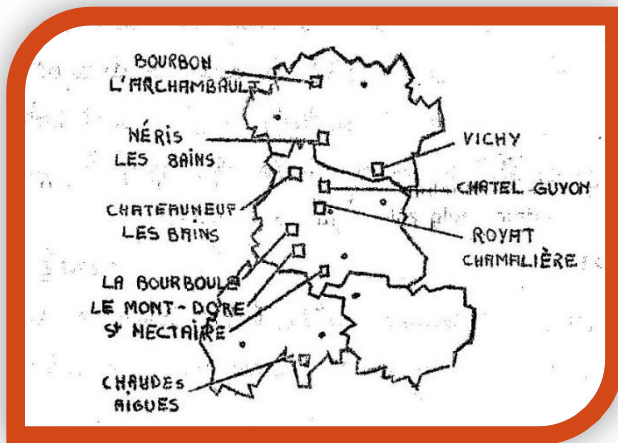 BOURBON
L'ARCHAMBAULT
NÉRIS
LES BAINS
VICHY
CHATEL GUYON
CHATEAUNEUF
LES BAINS
ROYAT
CHAMALIÈRE
LA BOURBOULE
LE MONT-DORE
St NECTAIRE
CHAUDES
AIGUES